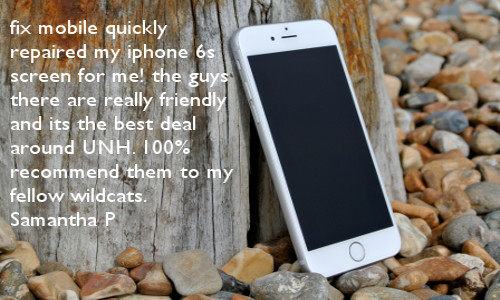 fix mobile quickly
repaired my iphone 6s
screen for me! the guys
there are really friendly
and its the best deal
around UNH. 100%
recommend them to my
fellow wildcats.
Samantha P